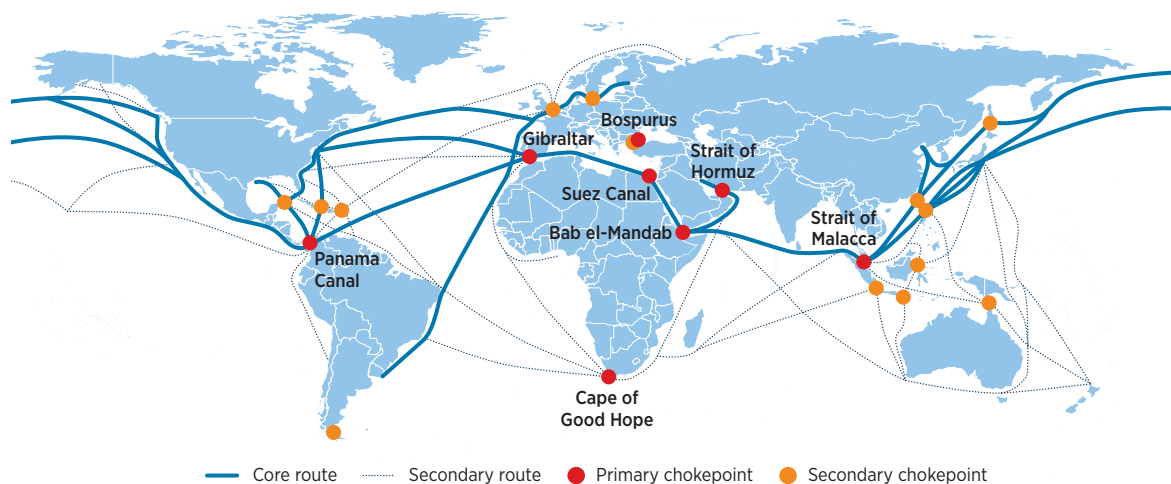 Bospurus
Gibraltar
Strait of
Hormuz
Suez Canal
Strait of
Malacca
Bab el-Mandab
Panama
Canal
Cape of
Good Hope
Core route
Secondary route
Primary chokepoint
Secondary chokepoint